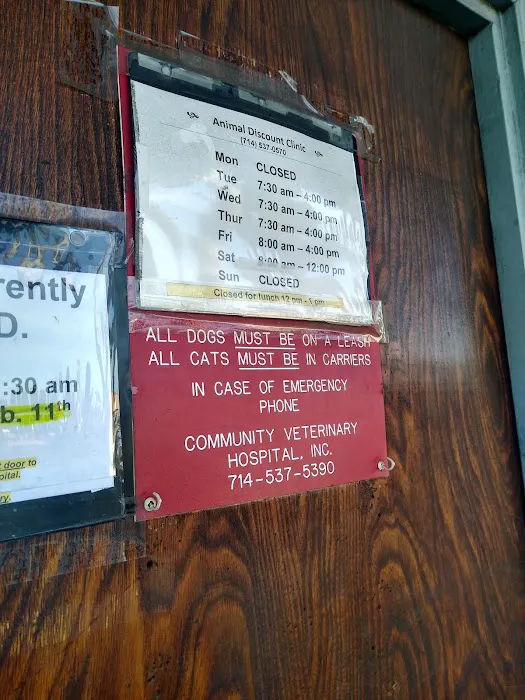 Animal Discount Clinic
(714) 537-0570
Mon CLOSED
Tue 7:30 am – 4:00 pm
Wed 7:30 am – 4:00 pm
Thur 7:30 am – 4:00 pm
Fri 8:00 am – 4:00 pm
Sat am – 12:00 pm
Sun CLOSED
Closed for lunch 12 pm - 1 pm
ALL DOGS MUST BE ON A LEASH
ALL CATS MUST BE IN CARRIERS
IN CASE OF EMERGENCY
PHONE
COMMUNITY VETERINARY
HOSPITAL, INC.
714-537-5390
rently
D.
:30 am
b. 11th
door to
pital.
ry.